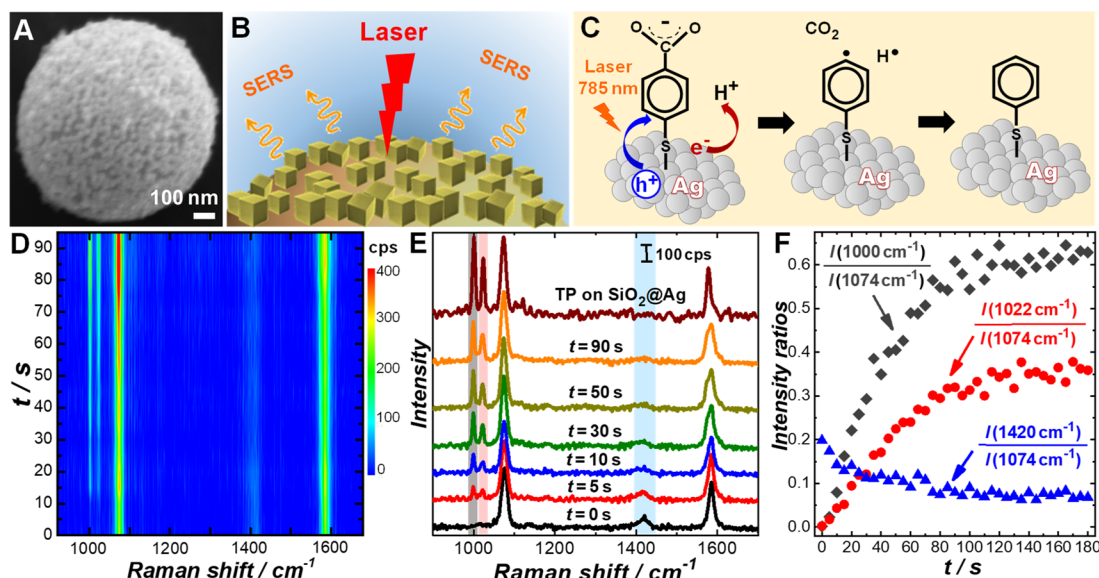 A
100 nm
B
Laser
SERS
SERS
C
Laser
785 nm
O
-
O
C
S
h⁺
e⁻
H⁺
Ag
CO₂
H•
S
Ag
S
Ag
D
90
80
70
60
50
40
30
20
10
0
t / s
1000 1200 1400 1600
Raman shift / cm⁻¹
cps
400
300
200
100
0
E
100 cps
TP on SiO₂@Ag
t = 90 s
t = 50 s
t = 30 s
t = 10 s
t = 5 s
t = 0 s
Intensity
1000 1200 1400 1600
Raman shift / cm⁻¹
F
I (1000 cm⁻¹)
I (1074 cm⁻¹)
I (1022 cm⁻¹)
I (1074 cm⁻¹)
I (1420 cm⁻¹)
I (1074 cm⁻¹)
Intensity ratios
0.6
0.4
0.2
0.1
0.0
0 20 40 60 80 100 120 140 160 180
t / s